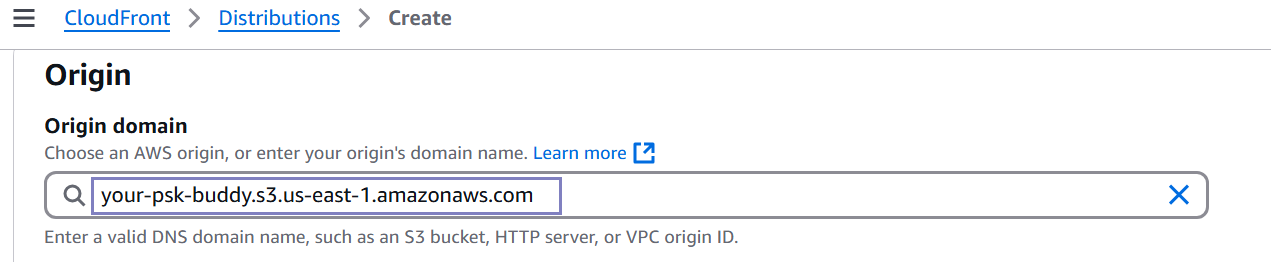 CloudFront > Distributions > Create
Origin
Origin domain
Choose an AWS origin, or enter your origin's domain name. Learn more
your-psk-buddy.s3.us-east-1.amazonaws.com
Enter a valid DNS domain name, such as an S3 bucket, HTTP server, or VPC origin ID.